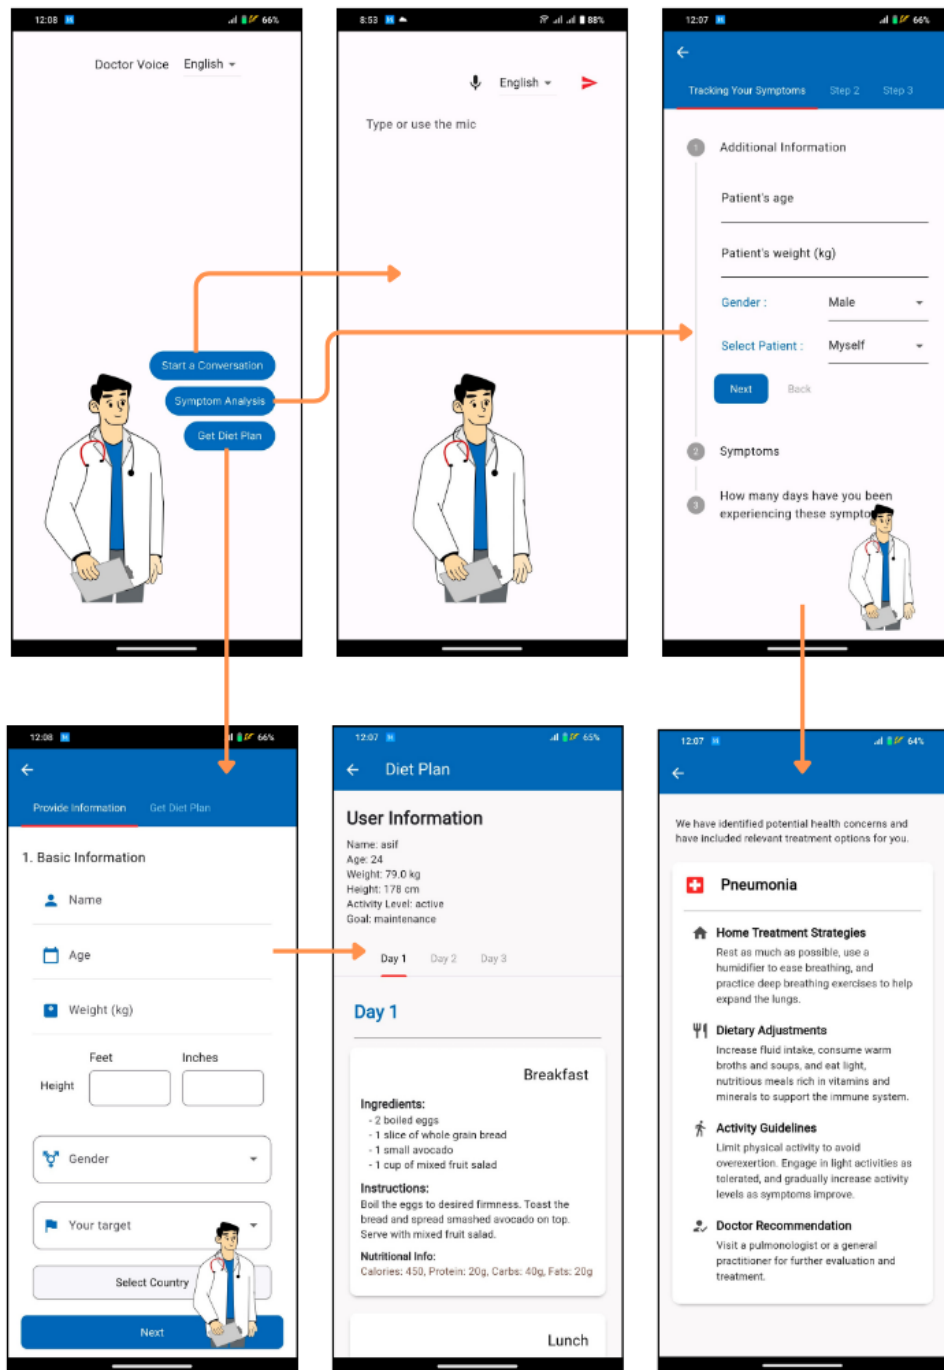 12:08 66%
Doctor Voice English
Start a Conversation
Symptom Analysis
Get Diet Plan
8:53 88%
English
Type or use the mic
12:07 66%
Tracking Your Symptoms Step 2 Step 3
1 Additional Information
Patient's age
Patient's weight (kg)
Gender : Male
Select Patient : Myself
Next Back
2 Symptoms
3 How many days have you been
experiencing these
12:08 66%
Provide Information Get Diet Plan
1. Basic Information
Name
Age
Weight (kg)
Feet Inches
Height
Gender
Your target
Select Country
Next
12:07 65%
Diet Plan
User Information
Name: asif
Age: 24
Weight: 79.0 kg
Height: 178 cm
Activity Level: active
Goal: maintenance
Day 1 Day 2 Day 3
Day 1
Breakfast
Ingredients:
- 2 boiled eggs
- 1 slice of whole grain bread
- 1 small avocado
- 1 cup of mixed fruit salad
Instructions:
Boil the eggs to desired firmness. Toast the
bread and spread smashed avocado on top.
Serve with mixed fruit salad.
Nutritional Info:
Calories: 450, Protein: 20g, Carbs: 40g, Fats: 20g
Lunch
12:07 64%
We have identified potential health concerns and
have included relevant treatment options for you.
Pneumonia
Home Treatment Strategies
Rest as much as possible, use a
humidifier to ease breathing, and
practice deep breathing exercises to help
expand the lungs.
Dietary Adjustments
Increase fluid intake, consume warm
broths and soups, and eat light,
nutritious meals rich in vitamins and
minerals to support the immune system.
Activity Guidelines
Limit physical activity to avoid
overexertion. Engage in light activities as
tolerated, and gradually increase activity
levels as symptoms improve.
Doctor Recommendation
Visit a pulmonologist or a general
practitioner for further evaluation and
treatment.